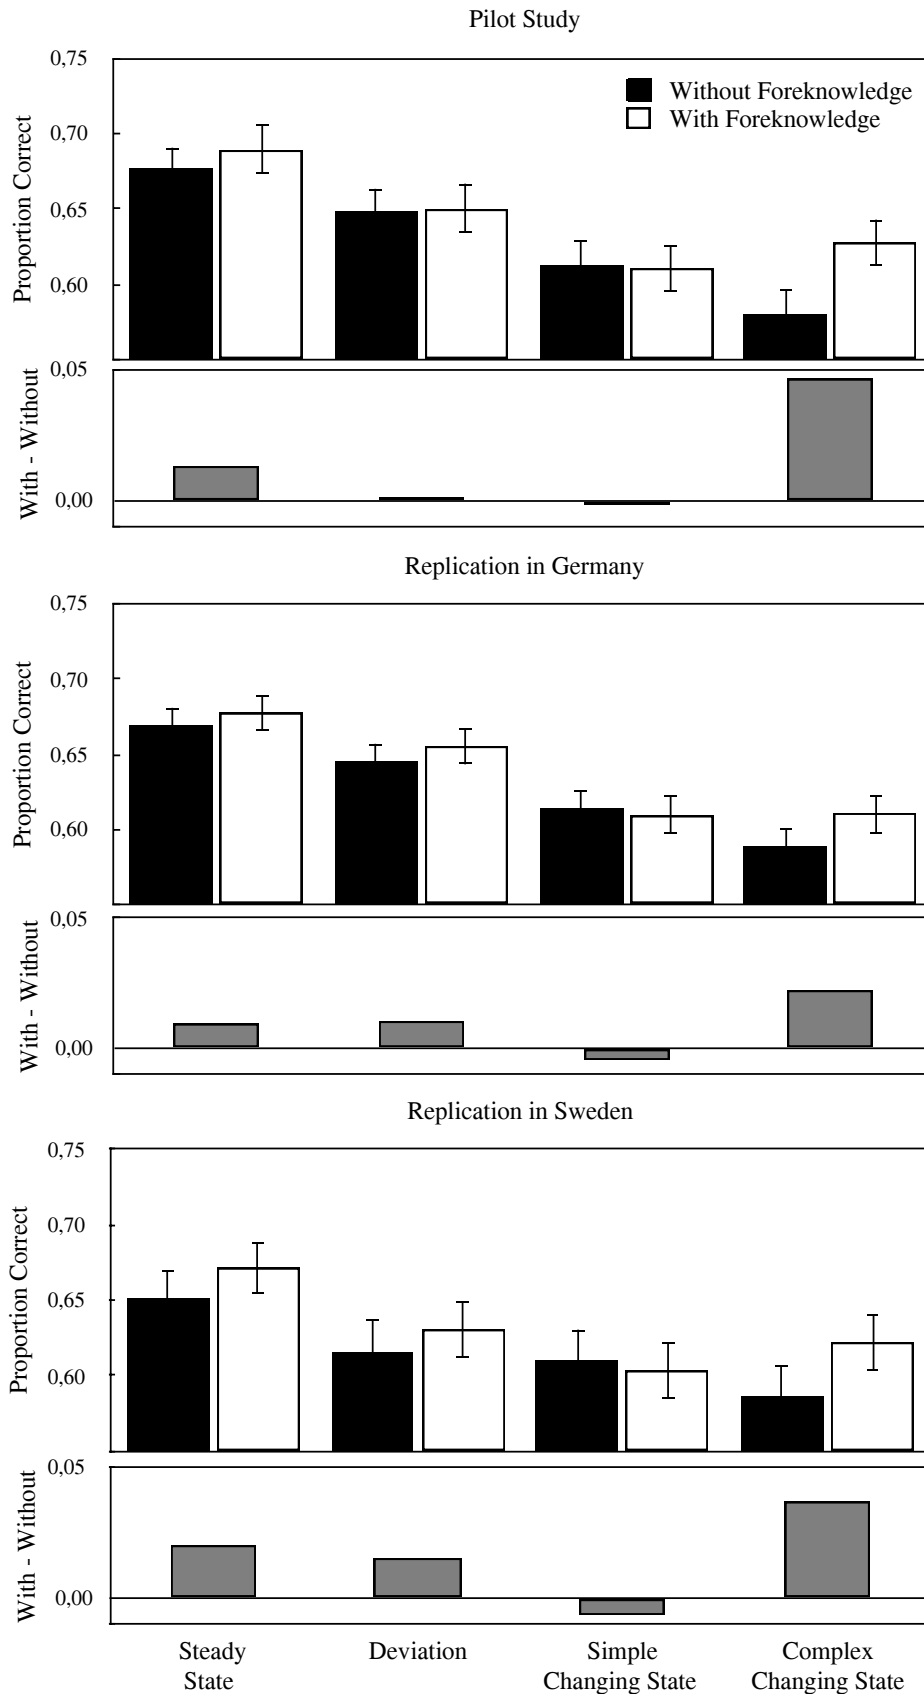 Pilot Study
0,75
0,70
0,65
0,60
Proportion Correct
Without Foreknowledge
With Foreknowledge
0,05
0,00
With - Without
Replication in Germany
0,75
0,70
0,65
0,60
Proportion Correct
0,05
0,00
With - Without
Replication in Sweden
0,75
0,70
0,65
0,60
Proportion Correct
0,05
0,00
With - Without
Steady
State
Deviation
Simple
Changing State
Complex
Changing State